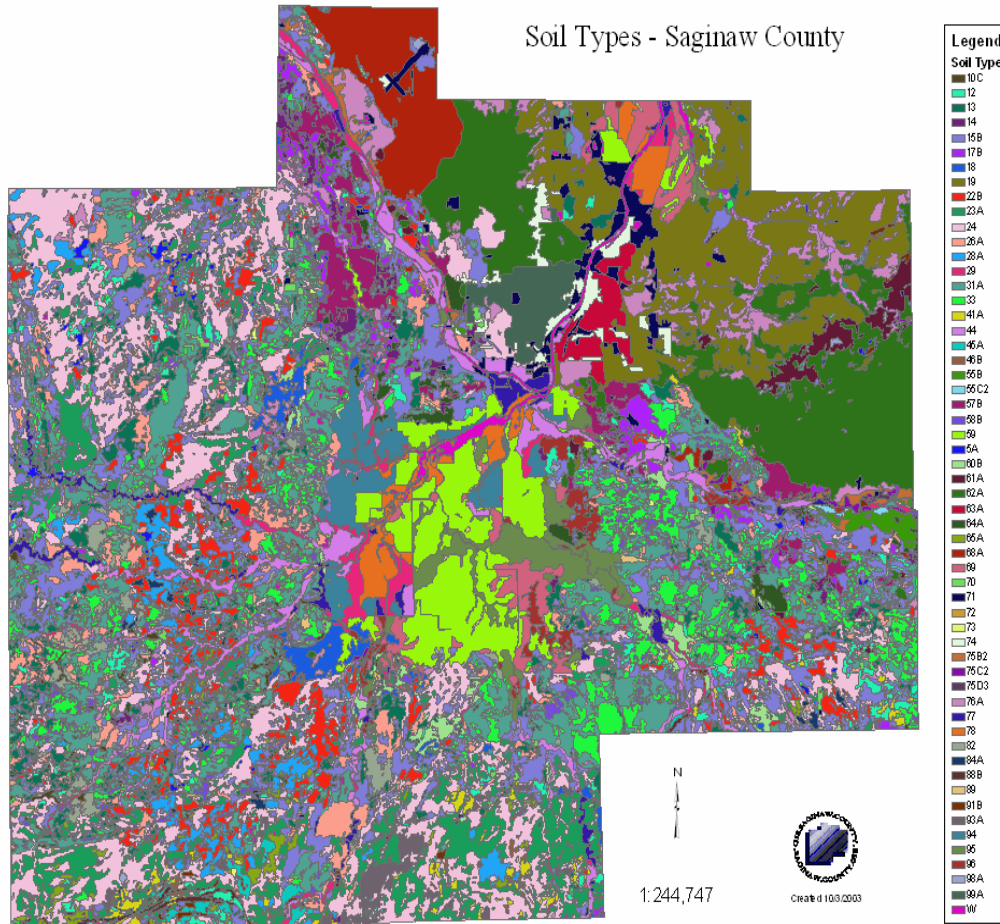 Soil Types - Saginaw County
Legend
Soil Type
10C
12
13
14
15B
17B
18
19
22B
23A
24
26A
28A
29
31A
33
41A
44
45A
46B
55B
55C2
57B
58B
59
5A
60B
61A
62A
63A
64A
65A
68A
69
70
71
72
73
74
75B2
75C2
75D3
76A
77
78
82
84A
88B
89
91B
93A
94
95
96
98A
99A
W
N
1:244,747
Created 10/3/2003